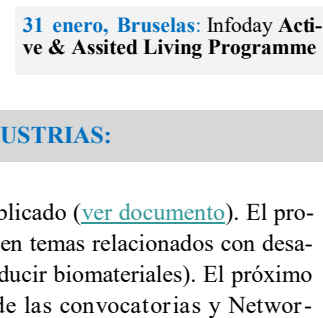 31 enero, Bruselas: Infoday Acti-
ve & Assited Living Programme
USTRIAS:
blicado (ver documento). El pro-
en temas relacionados con desa-
ducir biomateriales). El próximo
de las convocatorias y Networ-